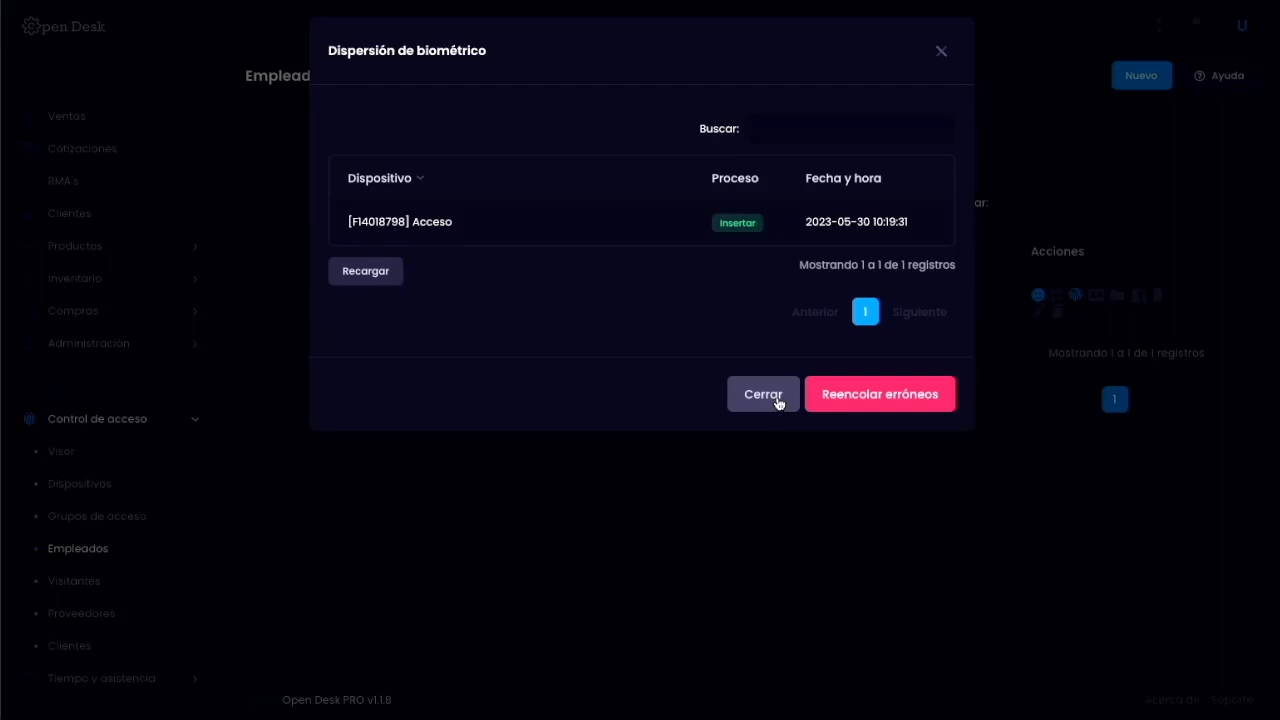 Open Desk
U
Dispersión de biométrico
Emplead
Nuevo
Ayuda
Buscar:
Dispositivo
Proceso
Fecha y hora
[F14018798] Acceso
Insertar
2023-05-30 10:19:31
Recargar
Mostrando 1 a 1 de 1 registros
Anterior
1
Siguiente
Cerrar
Reencolar erróneos
ar:
Acciones
Mostrando 1 a 1 de 1 registros
1
Ventas
Cotizaciones
RMA's
Clientes
Productos
Inventario
Compras
Administración
Control de acceso
Visor
Dispositivos
Grupos de acceso
Empleados
Visitantes
Proveedores
Clientes
Tiempo y asistencia
Open Desk PRO v1.1.8
Acerca de
Soporte